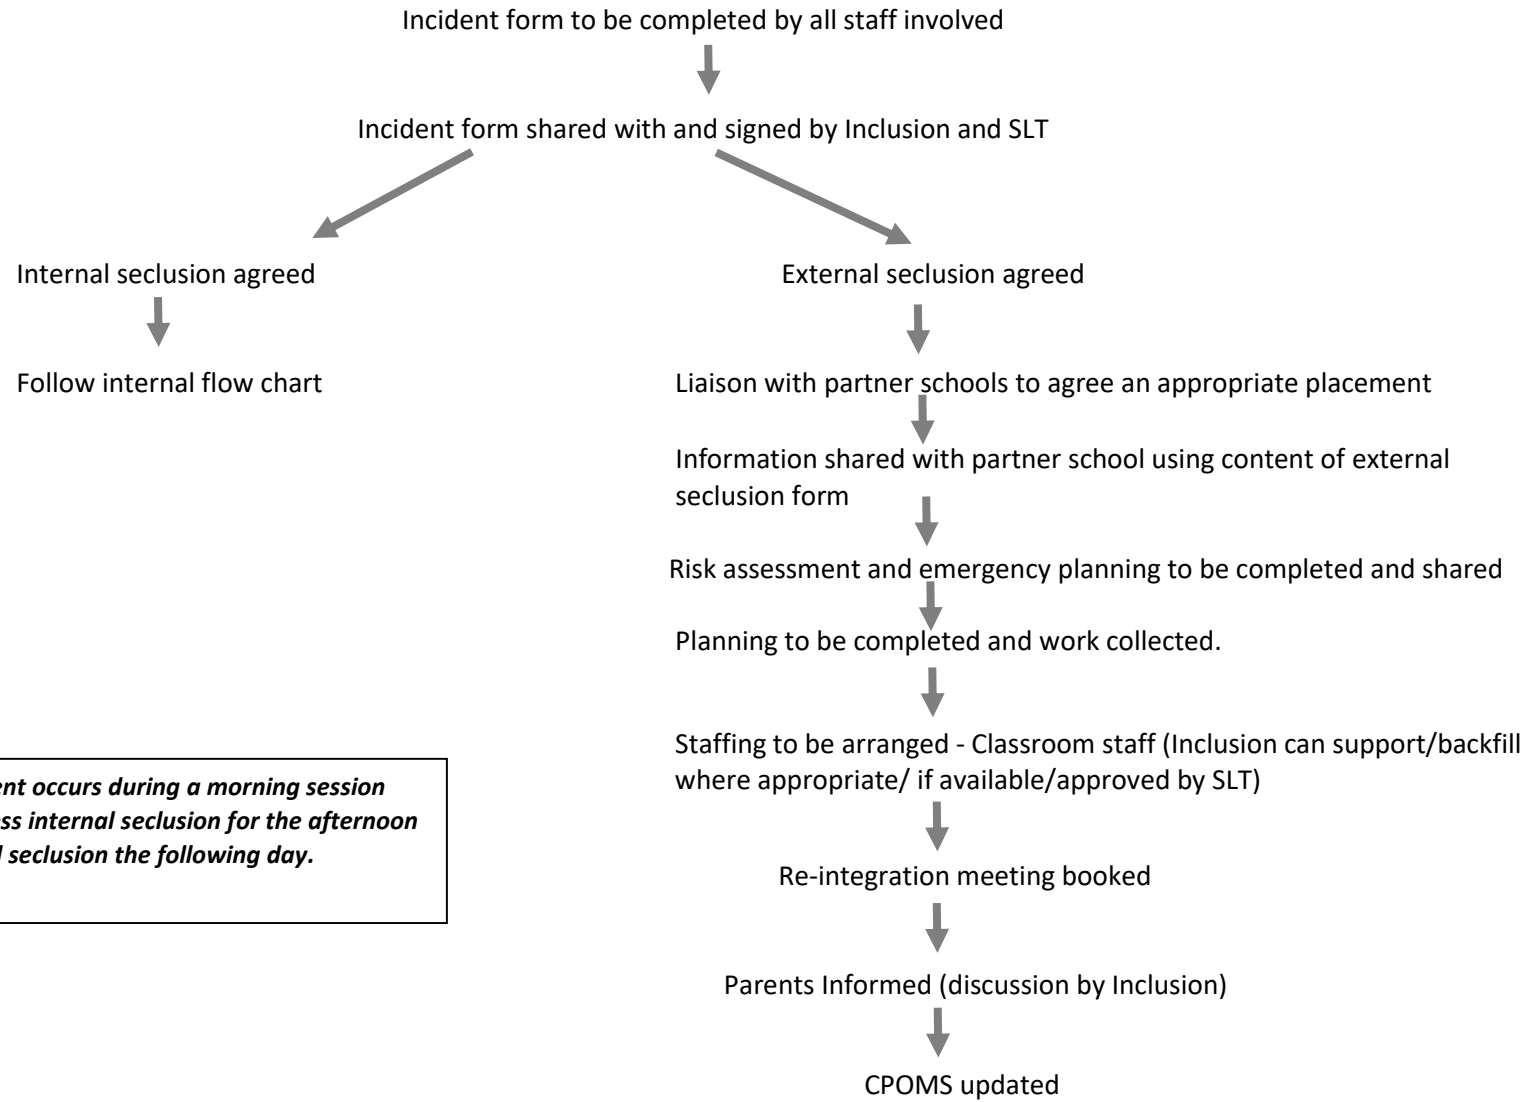 Incident form to be completed by all staff involved
Incident form shared with and signed by Inclusion and SLT
Internal seclusion agreed
External seclusion agreed
Follow internal flow chart
Liaison with partner schools to agree an appropriate placement
Information shared with partner school using content of external
seclusion form
Risk assessment and emergency planning to be completed and shared
Planning to be completed and work collected.
Staffing to be arranged - Classroom staff (Inclusion can support/backfill
where appropriate/ if available/approved by SLT)
occurs during a morning session
internal seclusion for the afternoon
seclusion the following day.
Re-integration meeting booked
Parents Informed (discussion by Inclusion)
CPOMS updated